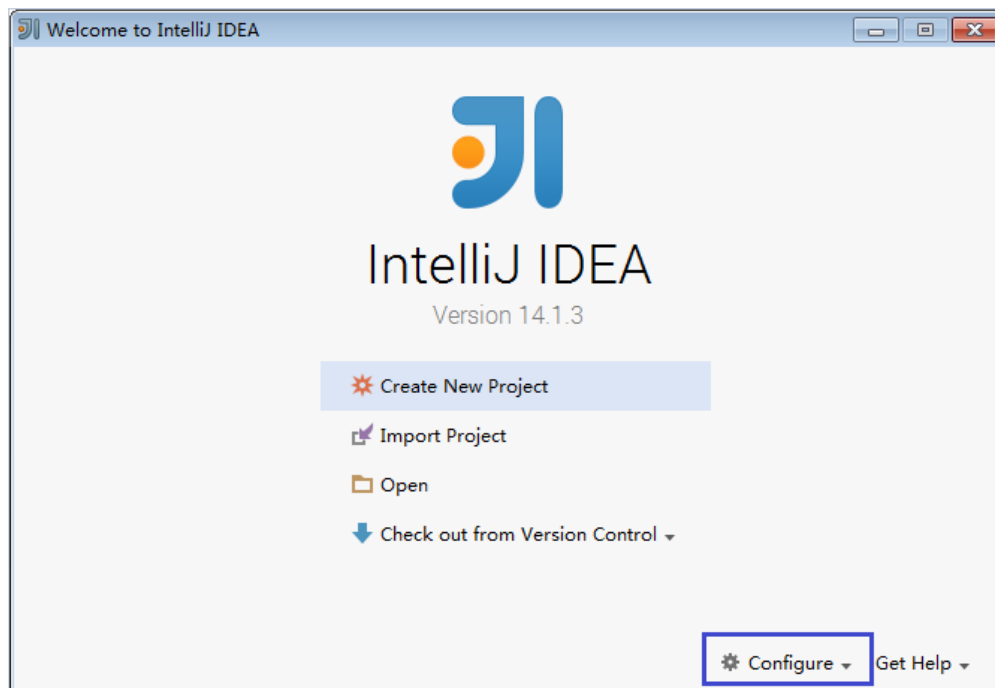 Welcome to IntelliJ IDEA
IntelliJ IDEA
Version 14.1.3
Create New Project
Import Project
Open
Check out from Version Control
Configure Get Help